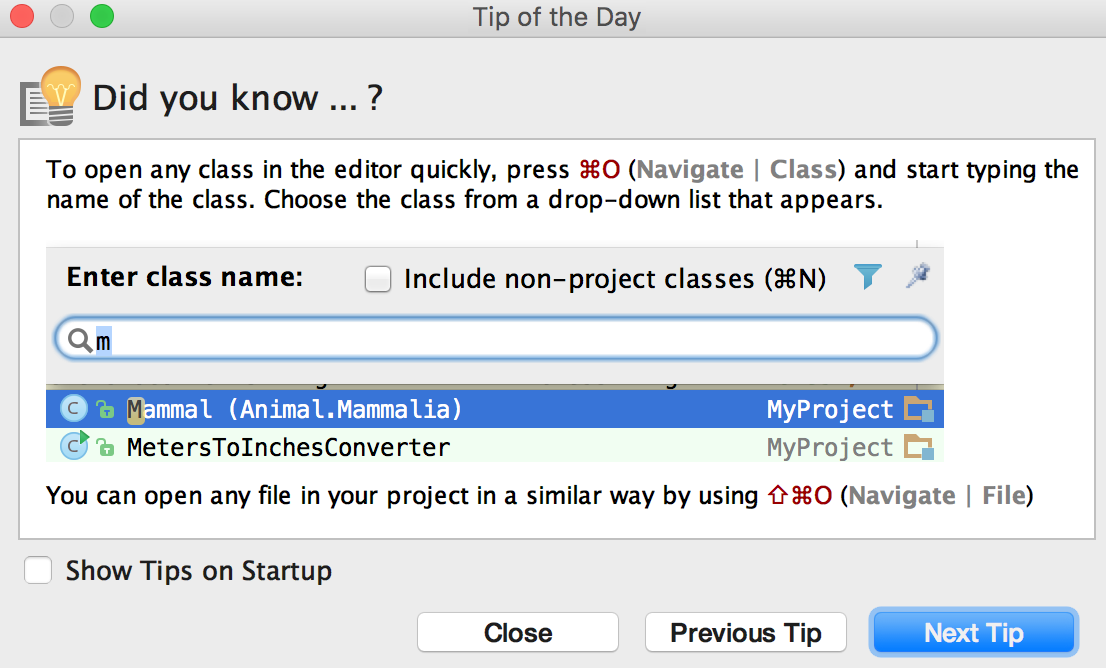 Tip of the Day
Did you know ... ?
To open any class in the editor quickly, press ⌘O (Navigate | Class) and start typing the
name of the class. Choose the class from a drop-down list that appears.
Enter class name: Include non-project classes (⌘N)
m
Mammal (Animal.Mammalia) MyProject
MetersToInchesConverter MyProject
You can open any file in your project in a similar way by using ⇧⌘O (Navigate | File)
Show Tips on Startup
Close Previous Tip Next Tip